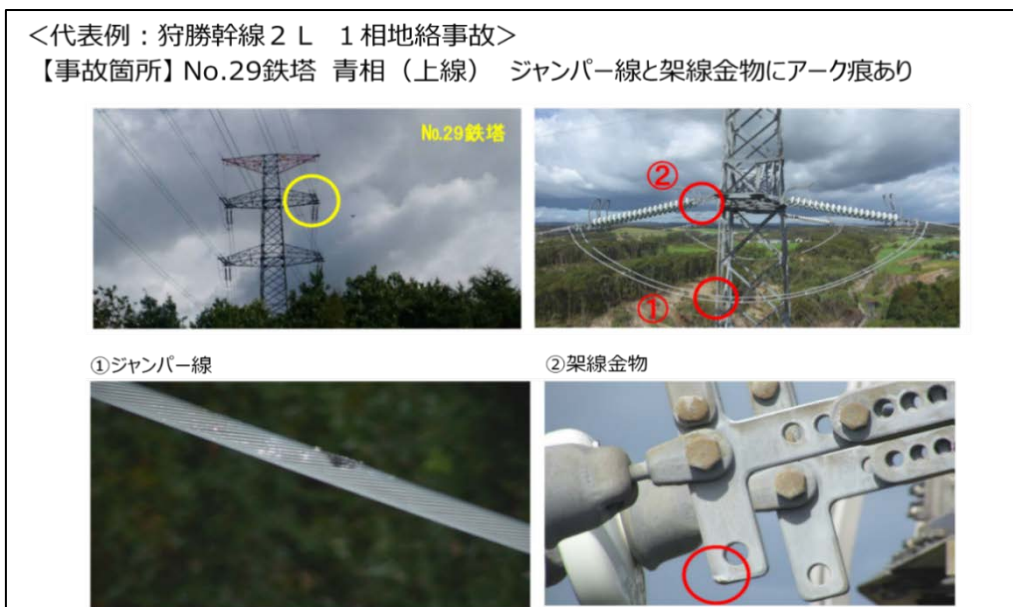 ＜代表例：狩勝幹線２Ｌ　１相地絡事故＞
【事故箇所】No.29鉄塔 青相（上線）　ジャンパー線と架線金物にアーク痕あり
No.29鉄塔
②
①
①ジャンパー線
②架線金物